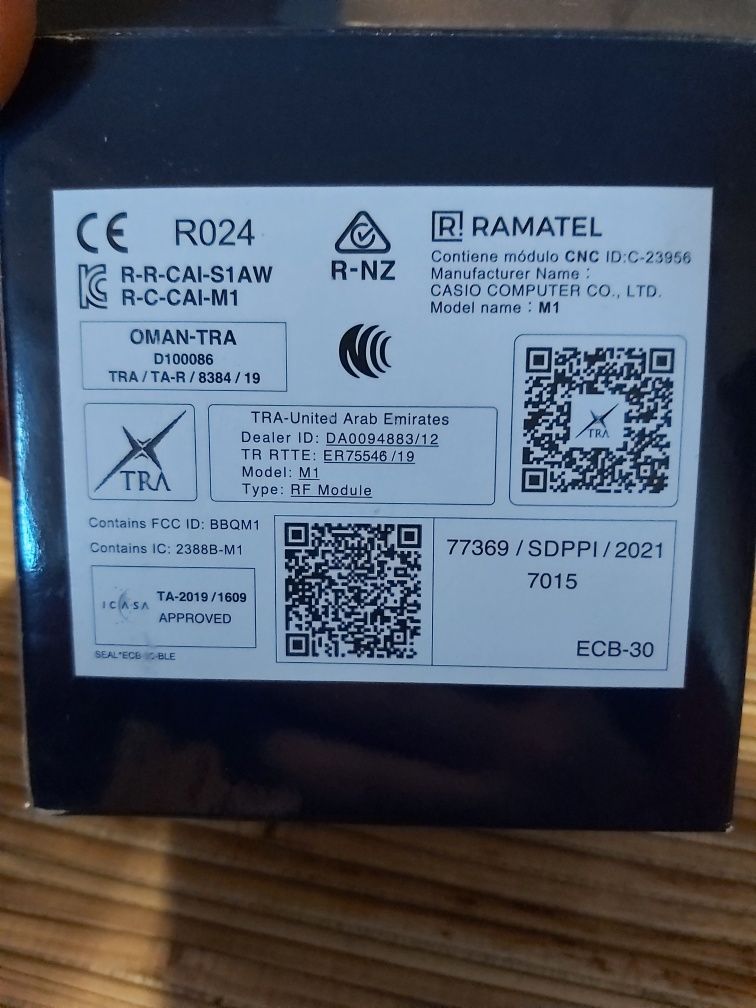 CE R024
R-R-CAI-S1AW
R-C-CAI-M1
R-NZ
R! RAMATEL
Contiene módulo CNC ID:C-23956
Manufacturer Name :
CASIO COMPUTER CO., LTD.
Model name : M1
OMAN-TRA
D100086
TRA / TA-R / 8384 / 19
TRA
TRA-United Arab Emirates
Dealer ID: DA0094883/12
TR RTTE: ER75546 /19
Model: M1
Type: RF Module
TRA
Contains FCC ID: BBQM1
Contains IC: 2388B-M1
ICASA
TA-2019 / 1609
APPROVED
77369 / SDPPI / 2021
7015
ECB-30